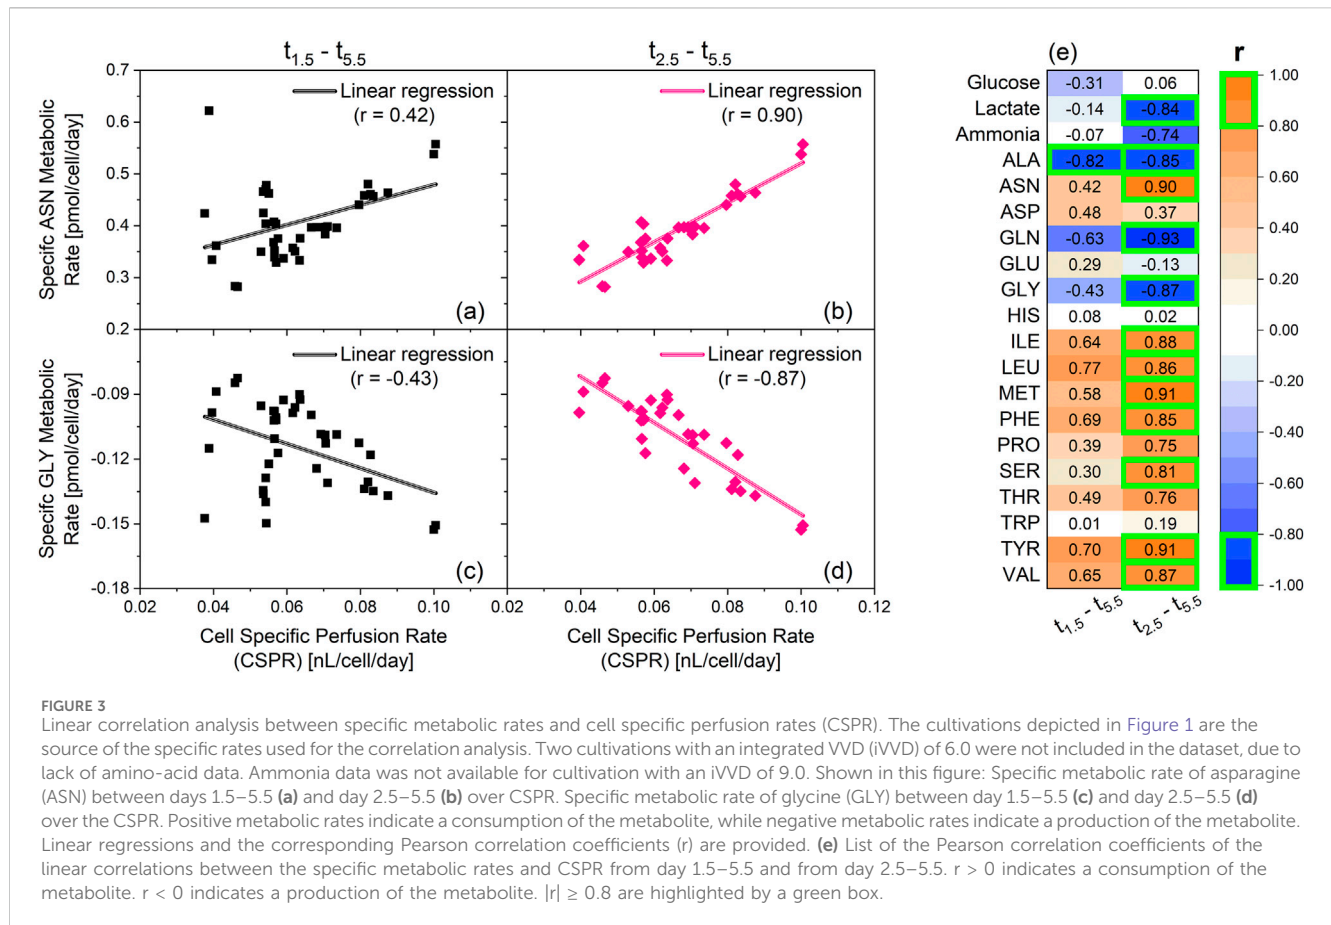 t1.5 - t5.5
t2.5 - t5.5
(e)
r
0.7
0.6
0.5
0.4
0.3
0.2
Specifc ASN Metabolic
Rate [pmol/cell/day]
Linear regression
(r = 0.42)
(a)
Linear regression
(r = 0.90)
(b)
-0.09
-0.12
-0.15
-0.18
Specifc GLY Metabolic
Rate [pmol/cell/day]
Linear regression
(r = -0.43)
(c)
Linear regression
(r = -0.87)
(d)
0.02 0.04 0.06 0.08 0.10 0.02 0.04 0.06 0.08 0.10 0.12
Cell Specific Perfusion Rate
(CSPR) [nL/cell/day]
Cell Specific Perfusion Rate
(CSPR) [nL/cell/day]
Glucose -0.31 0.06
Lactate -0.14 -0.84
Ammonia -0.07 -0.74
ALA -0.82 -0.85
ASN 0.42 0.90
ASP 0.48 0.37
GLN -0.63 -0.93
GLU 0.29 -0.13
GLY -0.43 -0.87
HIS 0.08 0.02
ILE 0.64 0.88
LEU 0.77 0.86
MET 0.58 0.91
PHE 0.69 0.85
PRO 0.39 0.75
SER 0.30 0.81
THR 0.49 0.76
TRP 0.01 0.19
TYR 0.70 0.91
VAL 0.65 0.87
t1.5 - t5.5
t2.5 - t5.5
1.00
0.80
0.60
0.40
0.20
0.00
-0.20
-0.40
-0.60
-0.80
-1.00
FIGURE 3
Linear correlation analysis between specific metabolic rates and cell specific perfusion rates (CSPR). The cultivations depicted in Figure 1 are the
source of the specific rates used for the correlation analysis. Two cultivations with an integrated VVD (iVVD) of 6.0 were not included in the dataset, due to
lack of amino-acid data. Ammonia data was not available for cultivation with an iVVD of 9.0. Shown in this figure: Specific metabolic rate of asparagine
(ASN) between days 1.5–5.5 (a) and day 2.5–5.5 (b) over CSPR. Specific metabolic rate of glycine (GLY) between day 1.5–5.5 (c) and day 2.5–5.5 (d)
over the CSPR. Positive metabolic rates indicate a consumption of the metabolite, while negative metabolic rates indicate a production of the metabolite.
Linear regressions and the corresponding Pearson correlation coefficients (r) are provided. (e) List of the Pearson correlation coefficients of the
linear correlations between the specific metabolic rates and CSPR from day 1.5–5.5 and from day 2.5–5.5. r > 0 indicates a consumption of the
metabolite. r < 0 indicates a production of the metabolite. |r| ≥ 0.8 are highlighted by a green box.